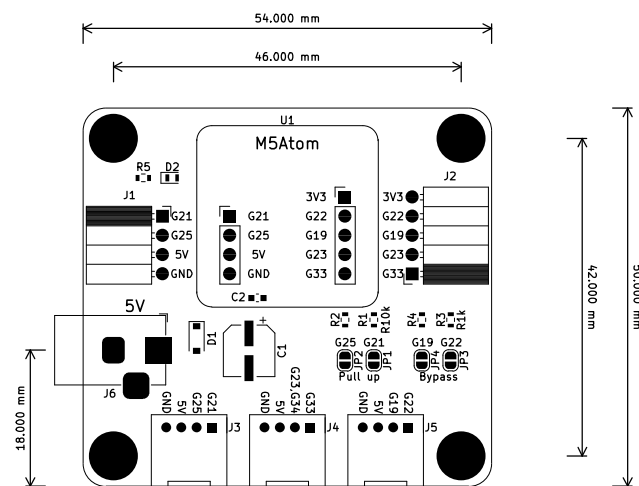 54.000 mm
46.000 mm
U1
M5Atom
R5 D2
J1
J2
3V3 3V3
G21 G21 G22 G22
G25 G25 G19 G19
5V 5V G23 G23
GND GND G33 G33
C2
5V
D1
+
C1
R2
R1
R10k
R4
R3
R1k
G25 G21 G19 G22
JP2
JP1
JP4
JP3
Pull up Bypass
J6
GND
5V
G25
G21
J3
GND
5V
G23,G34
G33
J4
GND
5V
G19
G22
J5
18.000 mm
42.000 mm
50.000 mm